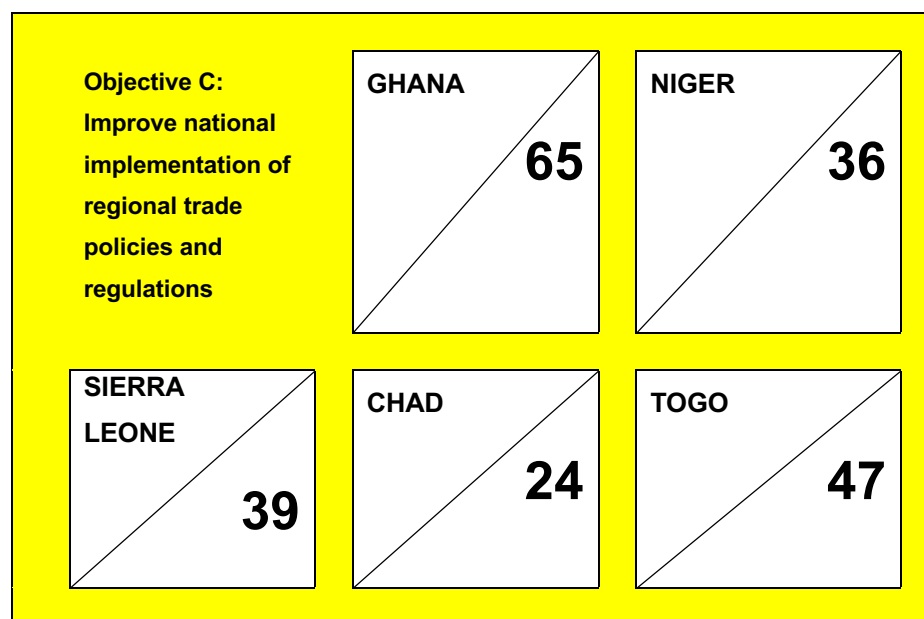 Objective C:
Improve national
implementation of
regional trade
policies and
regulations
GHANA
65
NIGER
36
SIERRA
LEONE
39
CHAD
24
TOGO
47